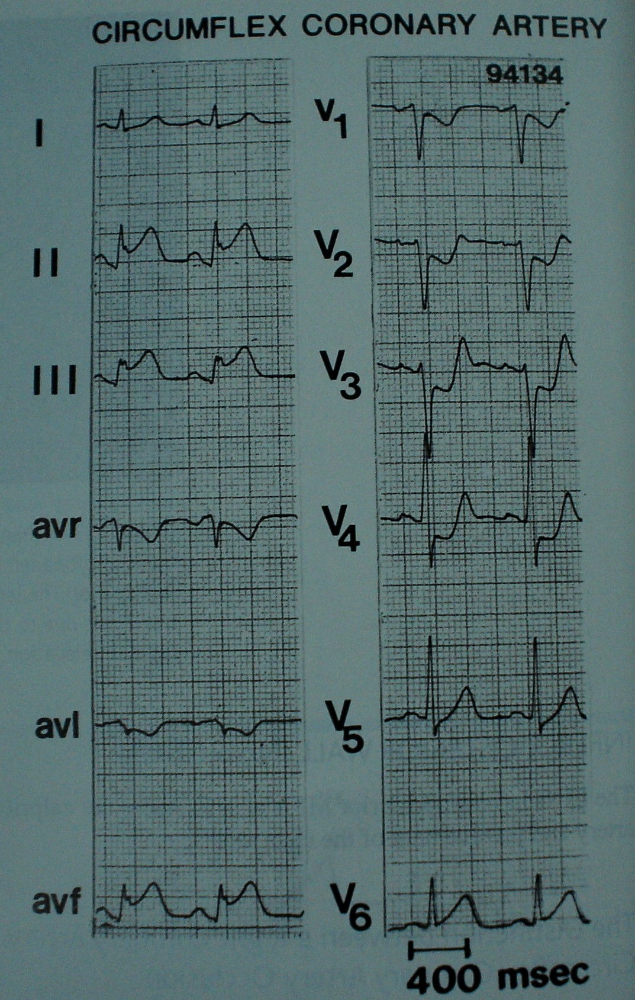 CIRCUMFLEX CORONARY ARTERY
94134
I
II
III
avr
avl
avf
V1
V2
V3
V4
V5
V6
400 msec